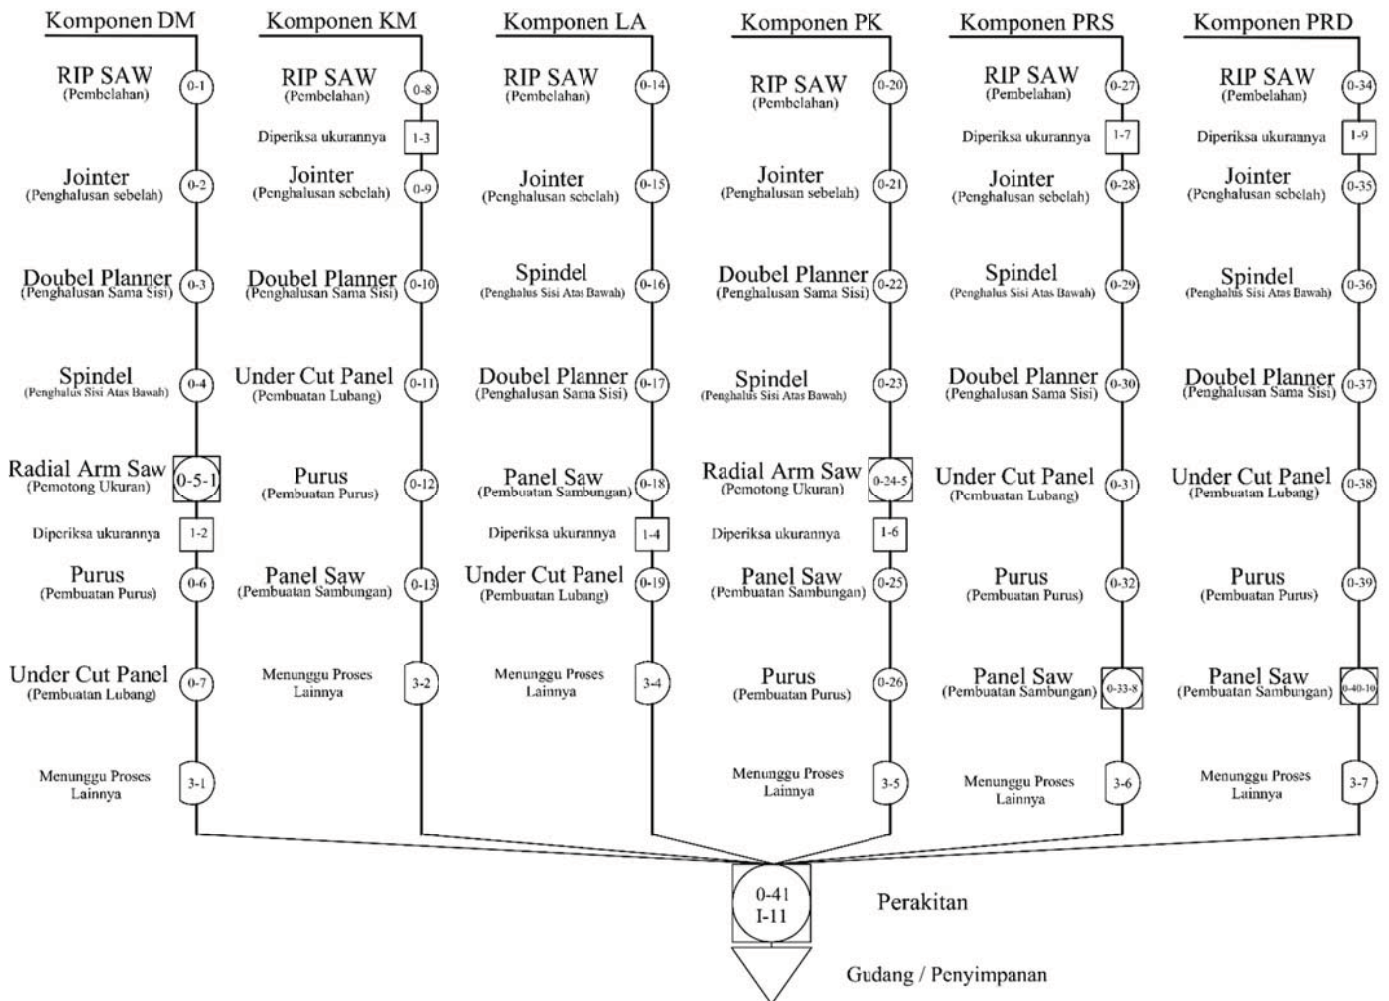 Komponen DM
RIP SAW
(Pembelahan)
0-1
Jointer
(Penghalusan sebelah)
0-2
Doubel Planner
(Penghalusan Sama Sisi)
0-3
Spindel
(Penghalus Sisi Atas Bawah)
0-4
Radial Arm Saw
(Pemotong Ukuran)
0-5-1
Diperiksa ukurannya
1-2
Purus
(Pembuatan Purus)
0-6
Under Cut Panel
(Pembuatan Lubang)
0-7
Menunggu Proses
Lainnya
3-1
Komponen KM
RIP SAW
(Pembelahan)
0-8
Diperiksa ukurannya
1-3
Jointer
(Penghalusan sebelah)
0-9
Doubel Planner
(Penghalusan Sama Sisi)
0-10
Under Cut Panel
(Pembuatan Lubang)
0-11
Purus
(Pembuatan Purus)
0-12
Panel Saw
(Pembuatan Sambungan)
0-13
Menunggu Proses
Lainnya
3-2
Komponen LA
RIP SAW
(Pembelahan)
0-14
Jointer
(Penghalusan sebelah)
0-15
Spindel
(Penghalus Sisi Atas Bawah)
0-16
Doubel Planner
(Penghalusan Sama Sisi)
0-17
Panel Saw
(Pembuatan Sambungan)
0-18
Diperiksa ukurannya
1-4
Under Cut Panel
(Pembuatan Lubang)
0-19
Menunggu Proses
Lainnya
3-4
Komponen PK
RIP SAW
(Pembelahan)
0-20
Jointer
(Penghalusan sebelah)
0-21
Doubel Planner
(Penghalusan Sama Sisi)
0-22
Spindel
(Penghalus Sisi Atas Bawah)
0-23
Radial Arm Saw
(Pemotong Ukuran)
0-24-5
Diperiksa ukurannya
1-6
Panel Saw
(Pembuatan Sambungan)
0-25
Purus
(Pembuatan Purus)
0-26
Menunggu Proses
Lainnya
3-5
Komponen PRS
RIP SAW
(Pembelahan)
0-27
Diperiksa ukurannya
1-7
Jointer
(Penghalusan sebelah)
0-28
Spindel
(Penghalus Sisi Atas Bawah)
0-29
Doubel Planner
(Penghalusan Sama Sisi)
0-30
Under Cut Panel
(Pembuatan Lubang)
0-31
Purus
(Pembuatan Purus)
0-32
Panel Saw
(Pembuatan Sambungan)
0-33-8
Menunggu Proses
Lainnya
3-6
Komponen PRD
RIP SAW
(Pembelahan)
0-34
Diperiksa ukurannya
1-9
Jointer
(Penghalusan sebelah)
0-35
Spindel
(Penghalus Sisi Atas Bawah)
0-36
Doubel Planner
(Penghalusan Sama Sisi)
0-37
Under Cut Panel
(Pembuatan Lubang)
0-38
Purus
(Pembuatan Purus)
0-39
Panel Saw
(Pembuatan Sambungan)
0-40-10
Menunggu Proses
Lainnya
3-7
0-41
I-11
Perakitan
Gudang / Penyimpanan